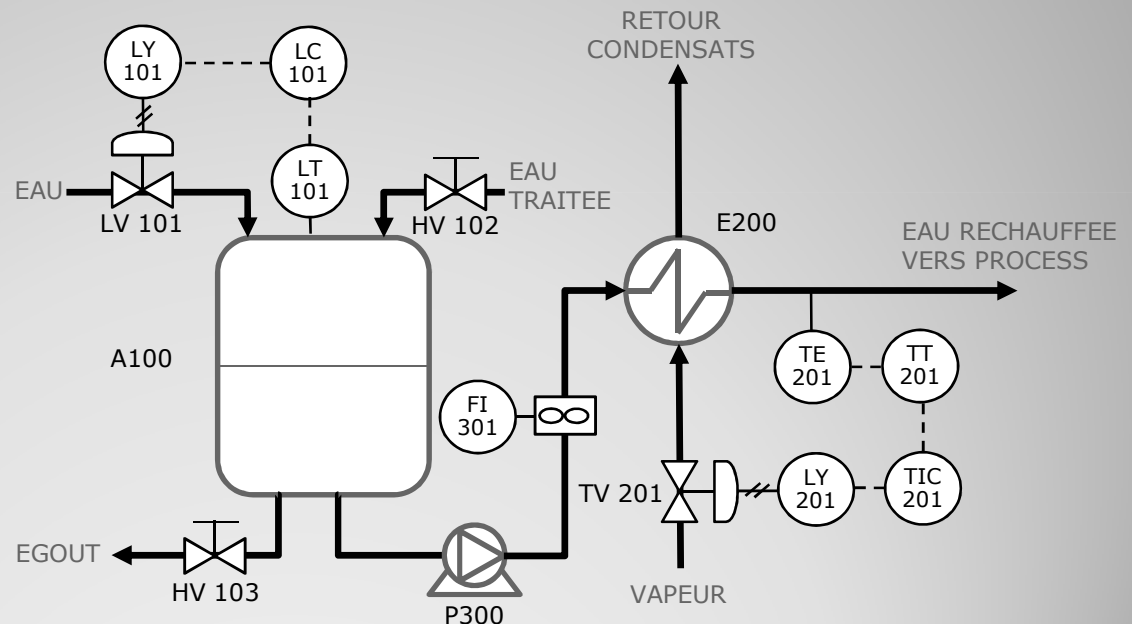 RETOUR
CONDENSATS
LY
101
LC
101
LT
101
EAU
LV 101
HV 102
EAU
TRAITEE
E200
EAU RECHAUFFEE
VERS PROCESS
A100
TE
201
TT
201
FI
301
TV 201
LY
201
TIC
201
EGOUT
HV 103
P300
VAPEUR